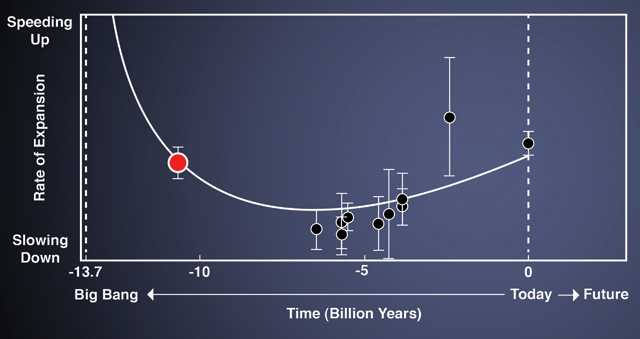 Speeding
Up
Rate of Expansion
Slowing
Down
-13.7
-10
-5
0
Big Bang
Today
Future
Time (Billion Years)